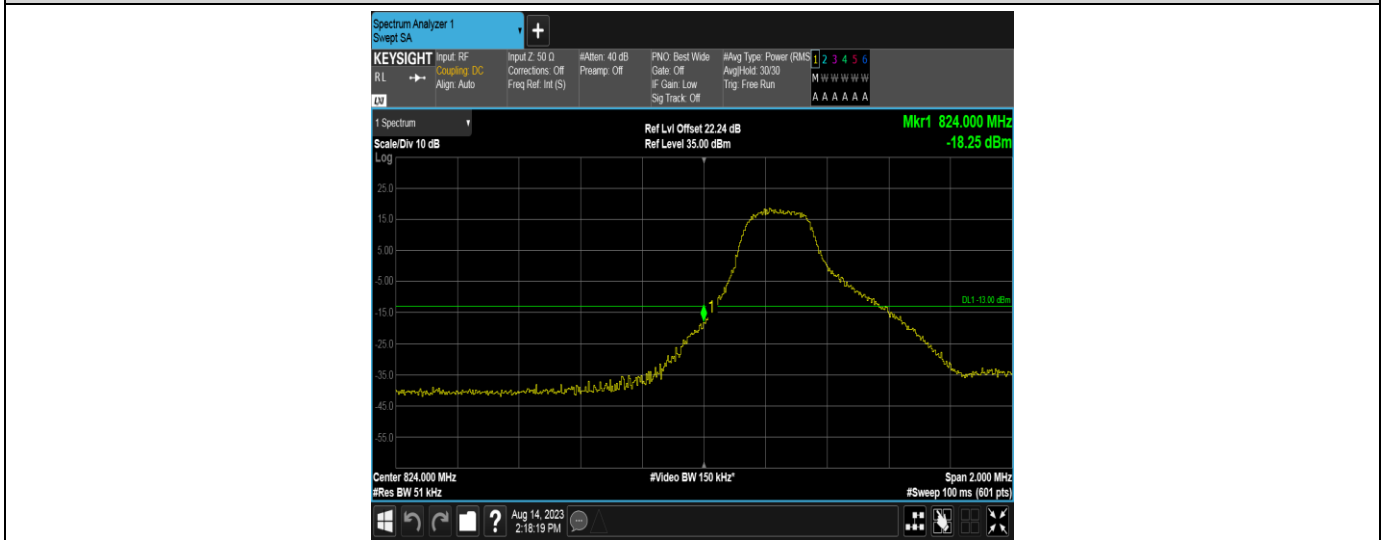 Spectrum Analyzer 1
Swept SA
+
KEYSIGHT Input: RF Input Z: 50 Ω #Atten: 40 dB PNO: Best Wide #Avg Type: Power (RMS 1 2 3 4 5 6
RL Coupling: DC Corrections: Off Preamp: Off Gate: Off Avg|Hold: 30/30 M W W W W W
Align: Auto Freq Ref: Int (S) IF Gain: Low Trig: Free Run
LXI Sig Track: Off A A A A A A
1 Spectrum Ref Lvl Offset 22.24 dB Mkr1 824.000 MHz
Scale/Div 10 dB Ref Level 35.00 dBm -18.25 dBm
Log
25.0
15.0
5.00
-5.00
DL1 -13.00 dBm
1
-15.0
-25.0
-35.0
-45.0
-55.0
Center 824.000 MHz #Video BW 150 kHz* Span 2.000 MHz
#Res BW 51 kHz #Sweep 100 ms (601 pts)
? Aug 14, 2023
2:18:19 PM